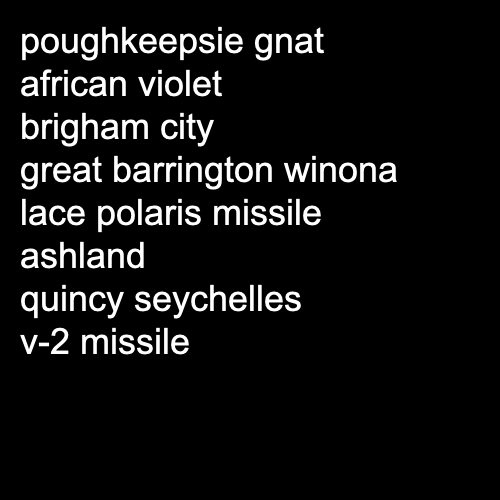 poughkeepsie gnat
african violet
brigham city
great barrington winona
lace polaris missile
ashland
quincy seychelles
v-2 missile